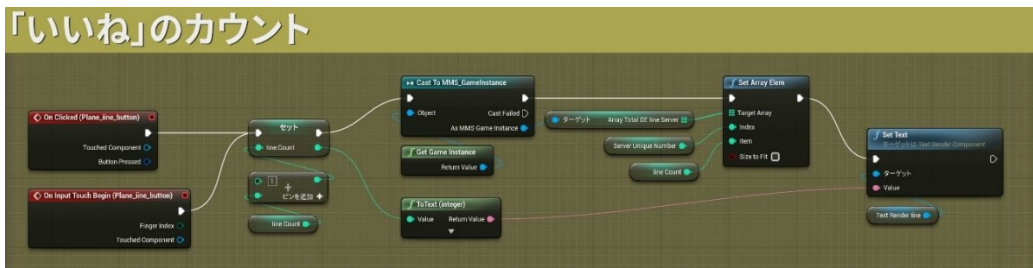 「いいね」のカウント
On Clicked (Plane_iine_button)
Touched Component
Button Pressed
On Input Touch Begin (Plane_iine_button)
Finger Index
Touched Component
セット
Iine Count
1
ピンを追加
Iine Count
Cast To MMS_GameInstance
Object
Cast Failed
As MMS Game Instance
Get Game Instance
Return Value
ToText (integer)
Value
Return Value
ターゲット
Array Total DE Iine Server
Server Unique Number
Iine Count
Set Array Elem
Target Array
Index
Item
Size to Fit
Set Text
ターゲットは Text Render Component
ターゲット
Value
Text Render Iine